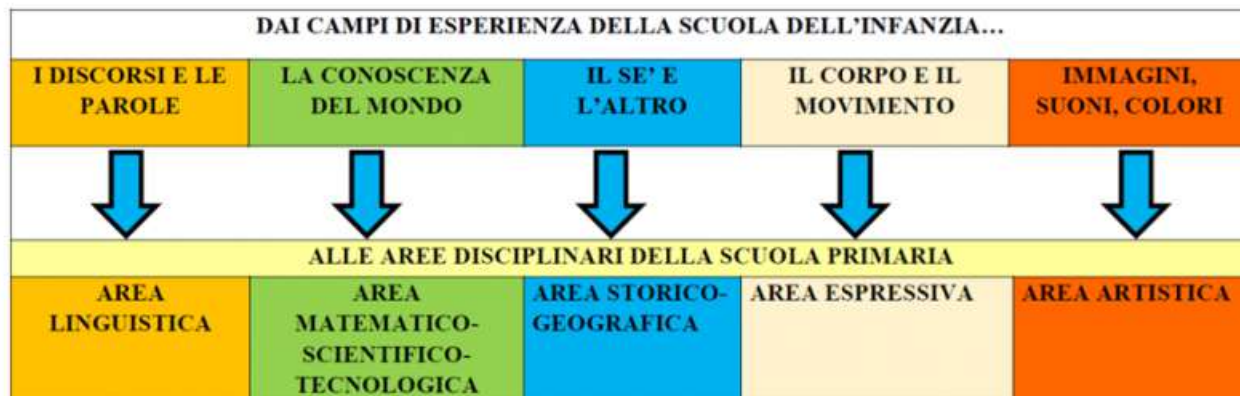 DAI CAMPI DI ESPERIENZA DELLA SCUOLA DELL'INFANZIA…
I DISCORSI E LE
PAROLE
LA CONOSCENZA
DEL MONDO
IL SE' E
L'ALTRO
IL CORPO E IL
MOVIMENTO
IMMAGINI,
SUONI, COLORI
ALLE AREE DISCIPLINARI DELLA SCUOLA PRIMARIA
AREA
LINGUISTICA
AREA
MATEMATICO-
SCIENTIFICO-
TECNOLOGICA
AREA STORICO-
GEOGRAFICA
AREA ESPRESSIVA
AREA ARTISTICA